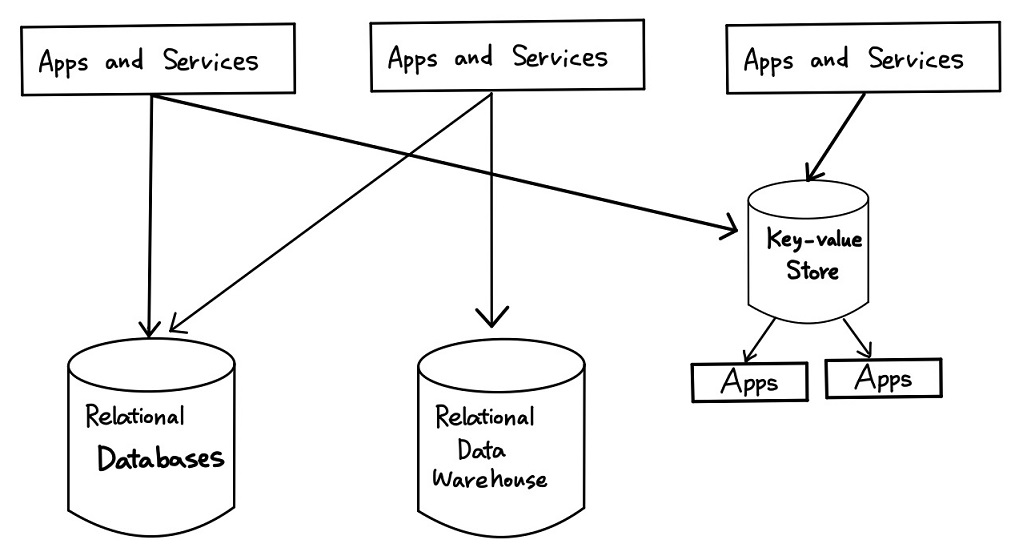 Apps and Services
Apps and Services
Apps and Services
Key-value
Store
Apps
Apps
Relational
Databases
Relational
Data
Warehouse